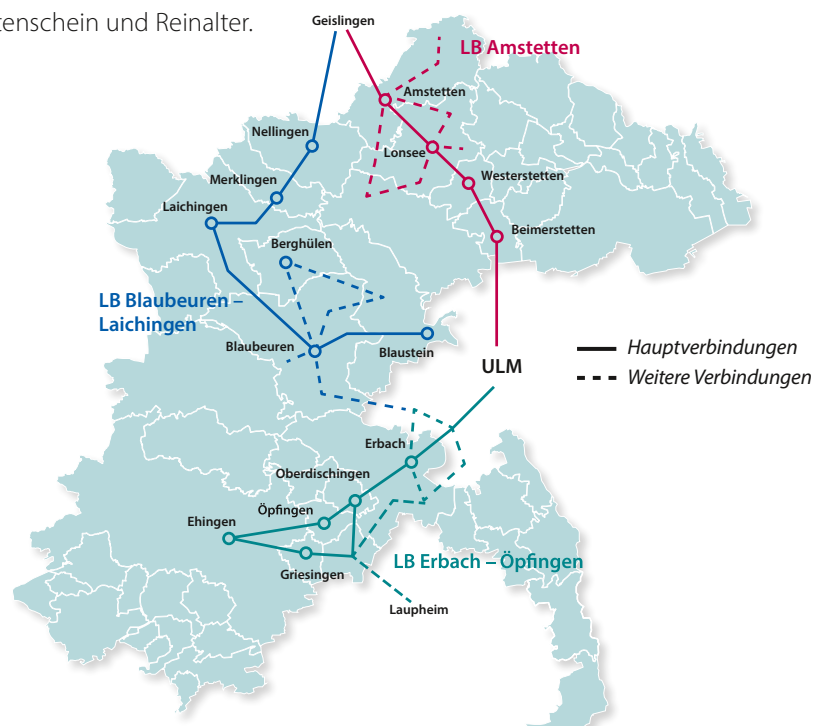 tenschein und Reinalter.
Geislingen
LB Amstetten
Amstetten
Nellingen
Lonsee
Merklingen
Westerstetten
Laichingen
Beimerstetten
Berghülen
LB Blaubeuren –
Laichingen
Blaubeuren
Blaustein
ULM
Hauptverbindungen
Weitere Verbindungen
Erbach
Oberdischingen
Öpfingen
Ehingen
LB Erbach – Öpfingen
Griesingen
Laupheim